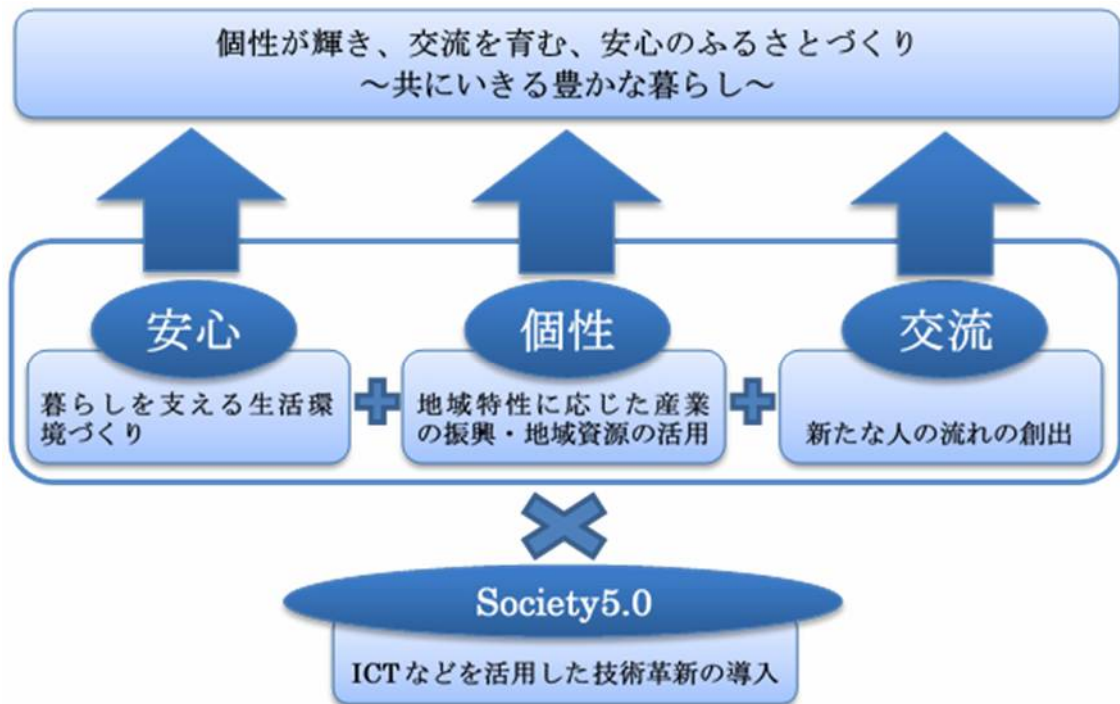 個性が輝き、交流を育む、安心のふるさとづくり
～共にいきる豊かな暮らし～
安心
暮らしを支える生活環
境づくり
個性
地域特性に応じた産業
の振興・地域資源の活用
交流
新たな人の流れの創出
Society5.0
ICTなどを活用した技術革新の導入